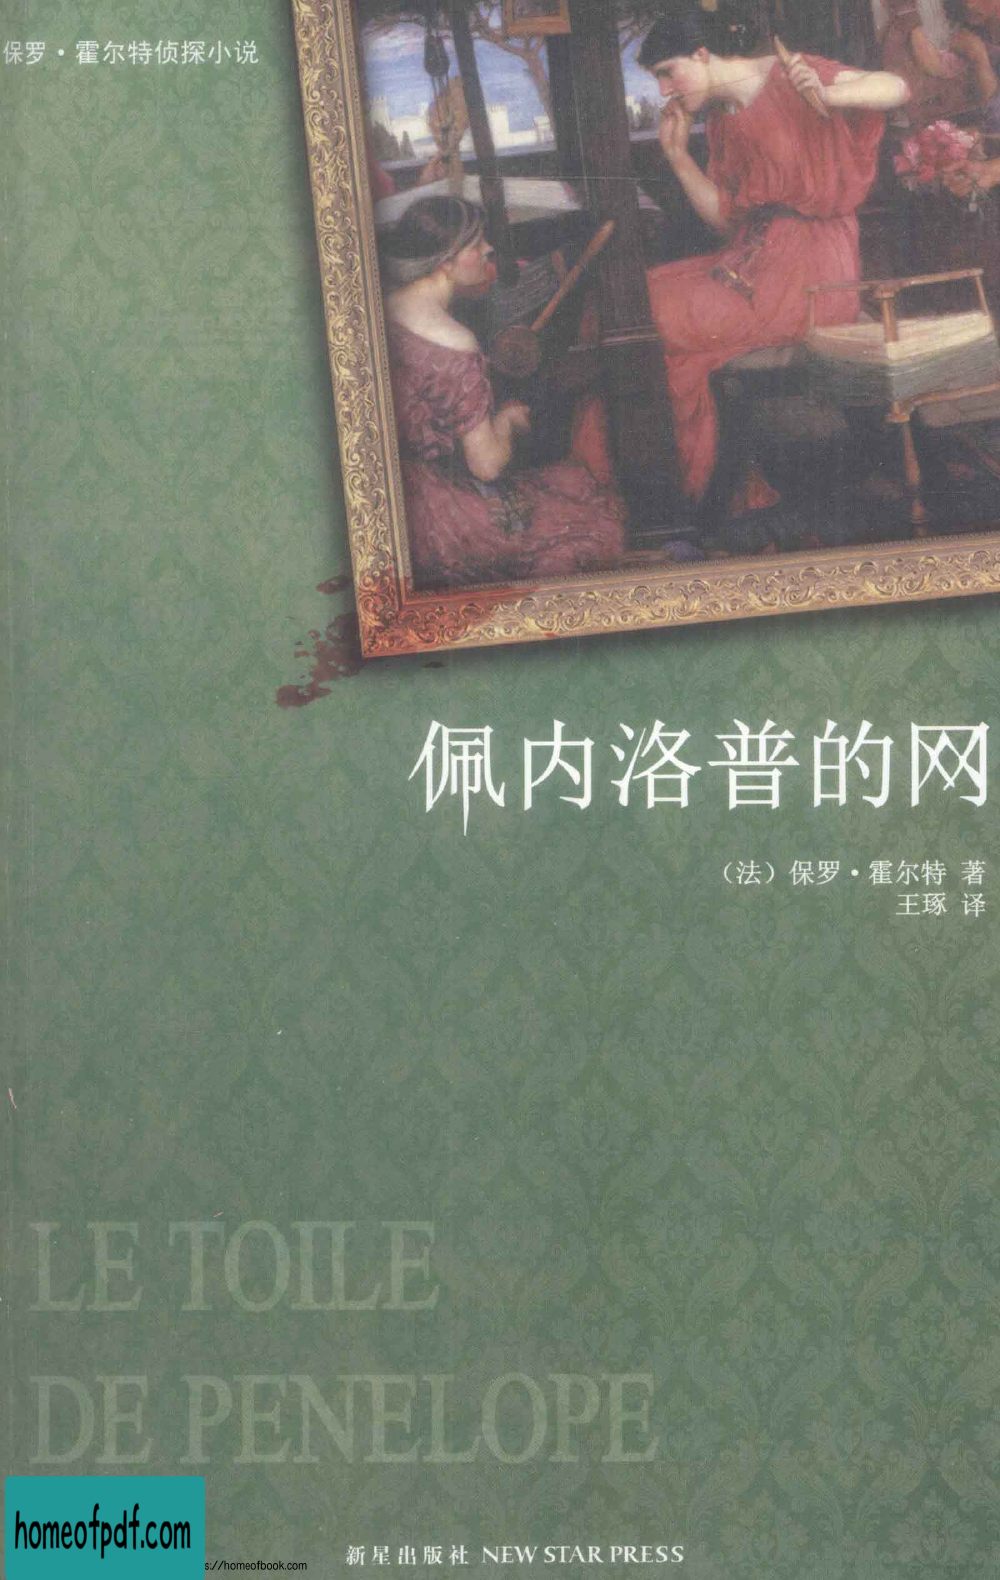 保罗·霍尔特侦探小说
佩内洛普的网
（法）保罗·霍尔特 著
王琢 译
LE TOILE
DE PENELOPE
homeofpdf.com
s://homeofbook.com
新星出版社 NEW STAR PRESS